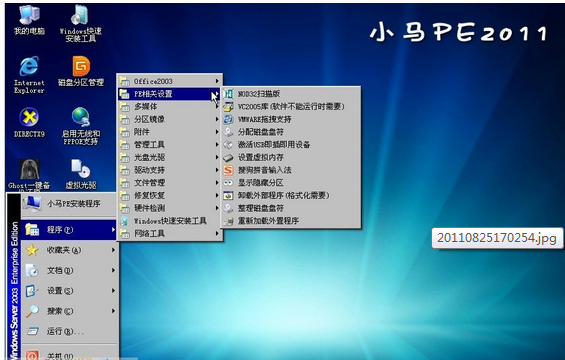 小马PE2011
我的电脑
Windows快速
安装工具
Internet
Explorer
磁盘分区管理
DIRECTX9
启用无线和
PPPOE支持
Ghost一键备
虚拟光驱
小马PE安装程序
程序(P)
收藏夹(A)
文档(D)
设置(S)
搜索(C)
运行(R)...
关机(U)
Windows Server 2003 Enterprise Edition
Office2003
PE相关设置
多媒体
分区镜像
附件
管理工具
光盘光驱
驱动支持
文件管理
修复恢复
硬件检测
Windows快速安装工具
网络工具
NOD32扫描版
VC2005库(软件不能运行时需要)
VMWARE拖拽支持
分配磁盘盘符
激活USB即插即用设备
设置虚拟内存
搜狗拼音输入法
显示隐藏分区
卸载外部程序(格式化需要)
整理磁盘盘符
重新加载外置程序
20110825170254.jpg